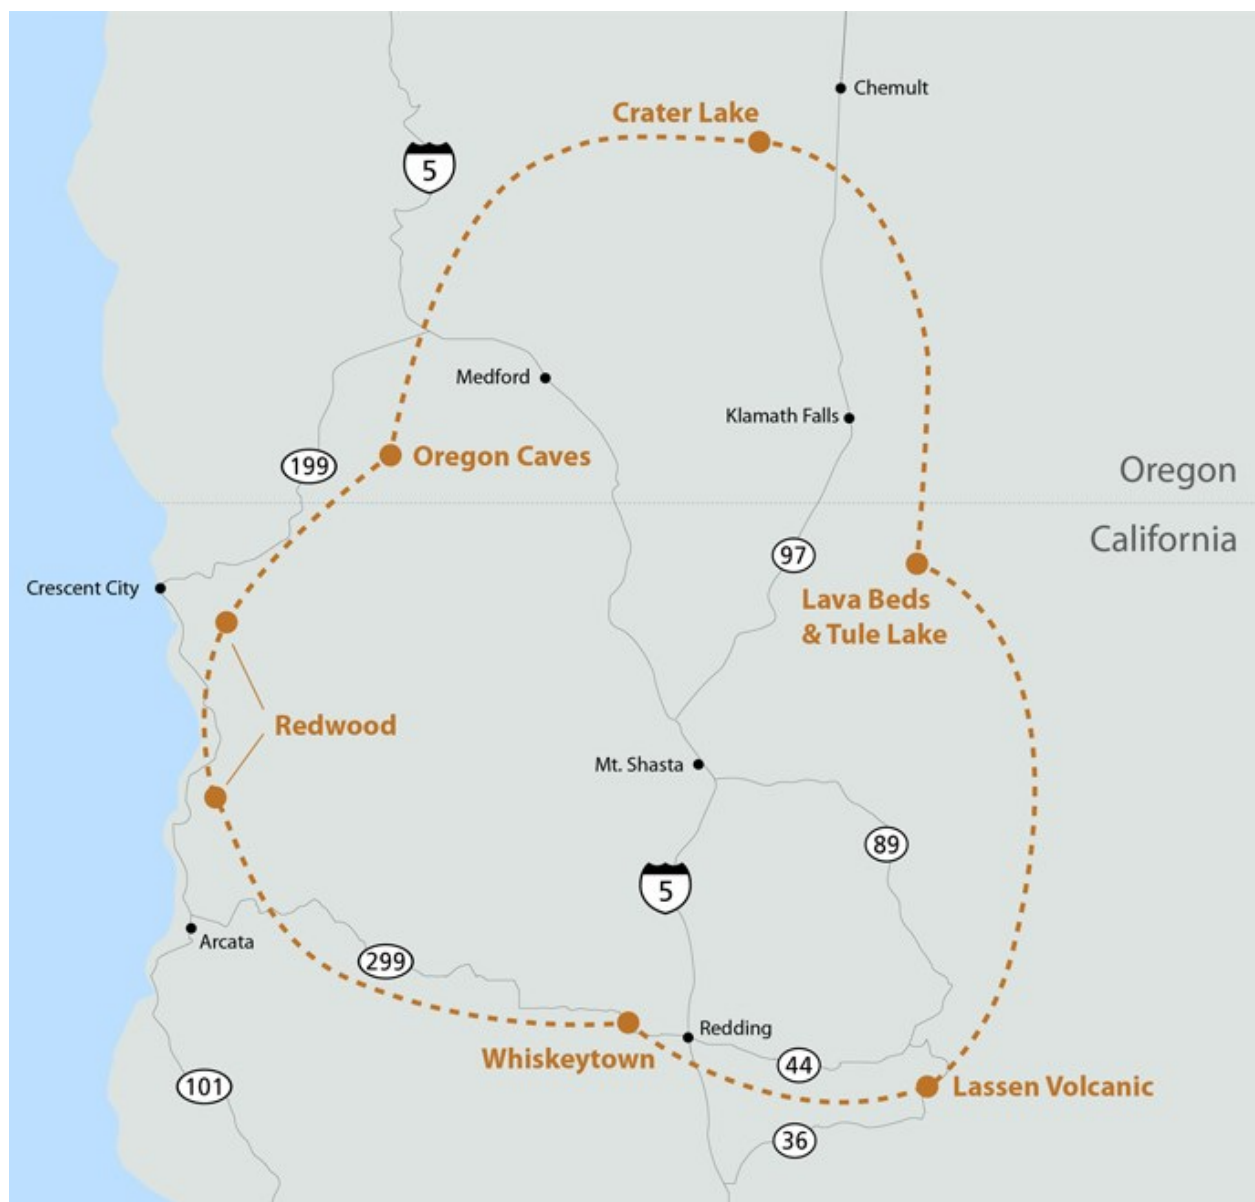 Chemult
Crater Lake
5
Medford
Klamath Falls
Oregon Caves
199
Oregon
California
97
Crescent City
Lava Beds
& Tule Lake
Redwood
Mt. Shasta
89
5
Arcata
299
Redding
Whiskeytown
44
101
Lassen Volcanic
36